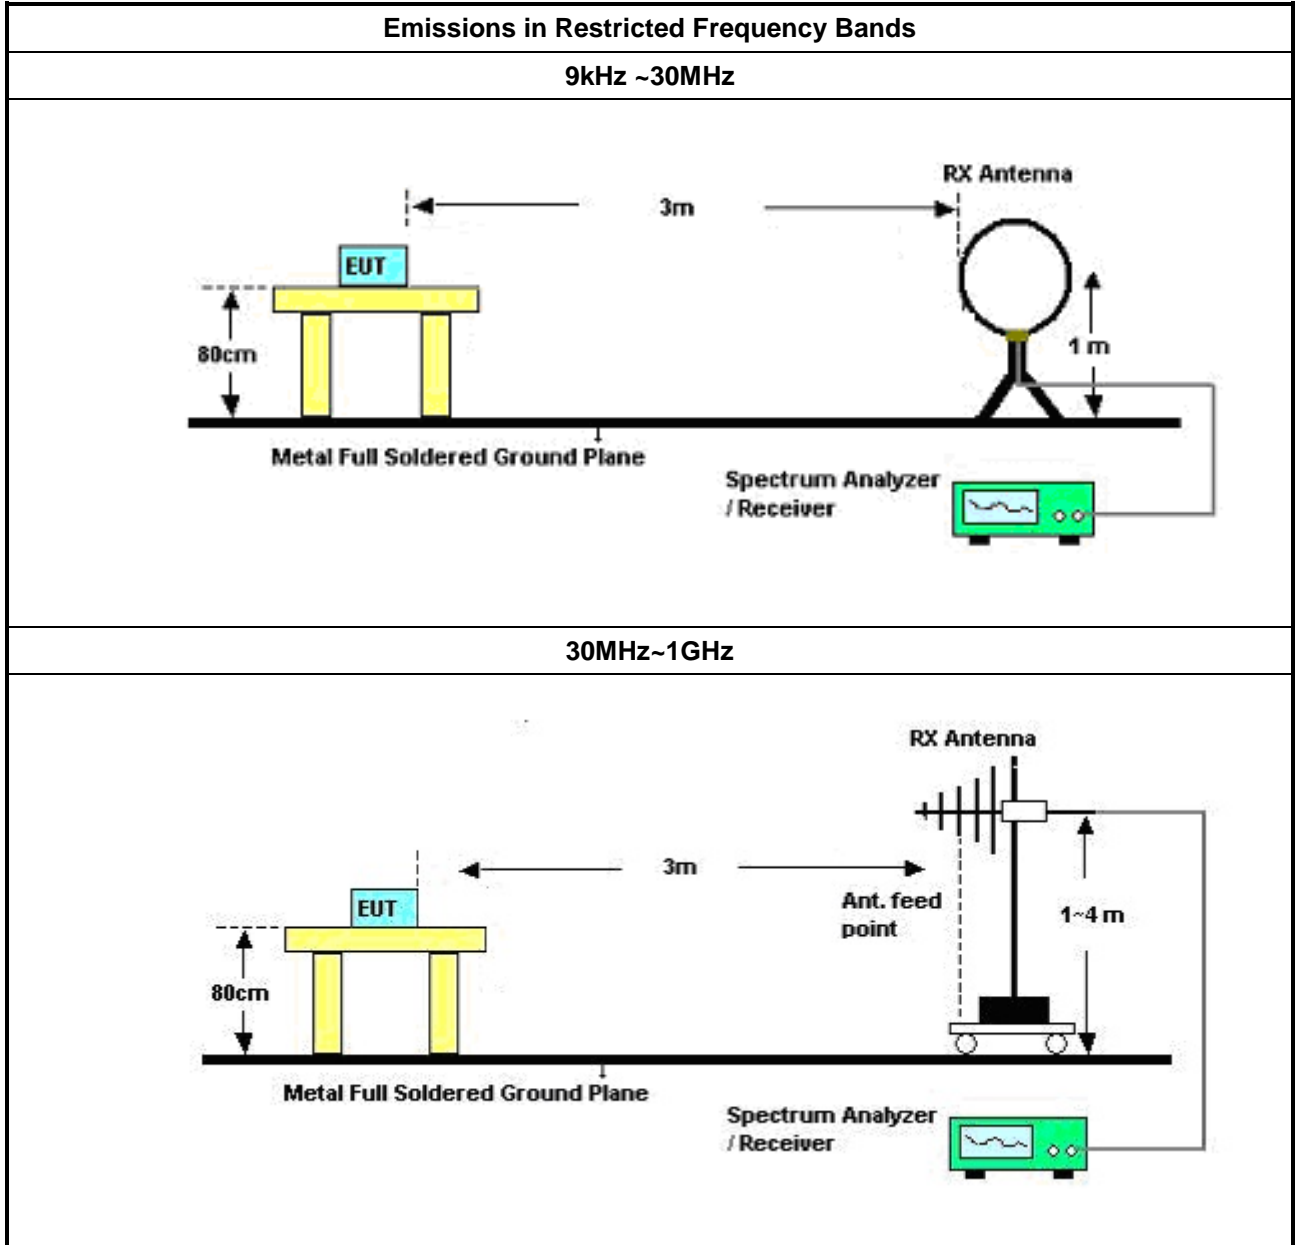 Emissions in Restricted Frequency Bands
9kHz ~30MHz
RX Antenna
3m
EUT
80cm
1 m
Metal Full Soldered Ground Plane
Spectrum Analyzer
/ Receiver
30MHz~1GHz
RX Antenna
3m
EUT
Ant. feed
point
1~4 m
80cm
Metal Full Soldered Ground Plane
Spectrum Analyzer
/ Receiver